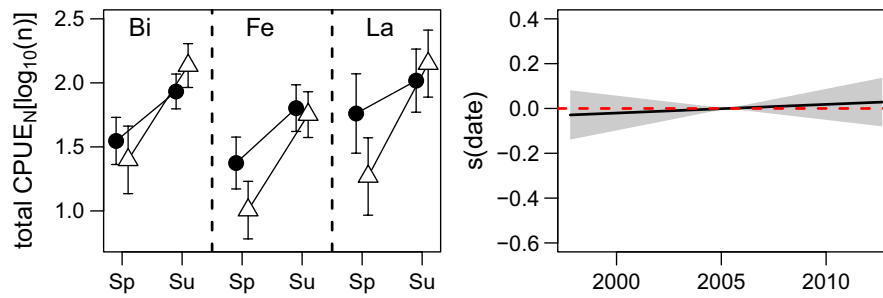 total CPUE_N[log_10(n)]
2.5
2.0
1.5
1.0
Bi
Fe
La
Sp
Su
Sp
Su
Sp
Su
s(date)
0.4
0.2
0.0
−0.2
−0.4
−0.6
2000
2005
2010